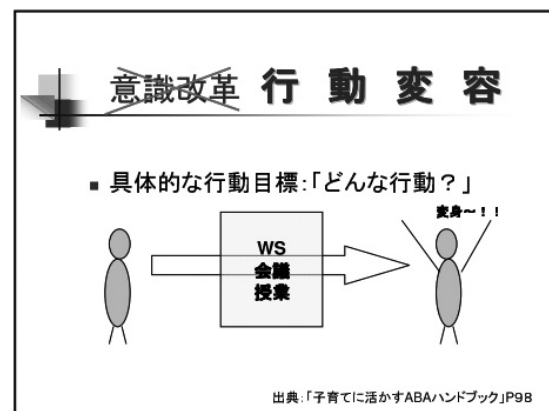 意識改革 行動変容
■ 具体的な行動目標:「どんな行動?」
変身~!!
WS
会議
授業
出典:「子育てに活かすABAハンドブック」P98